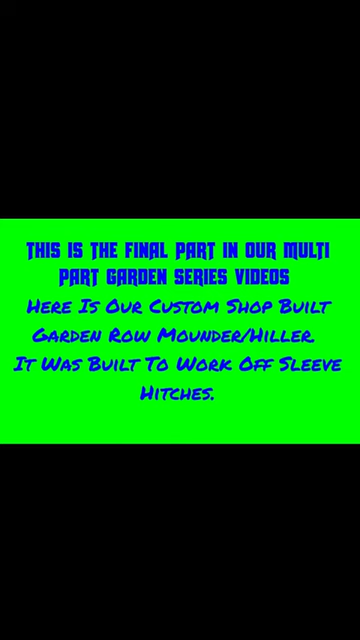 THIS IS THE FINAL PART IN OUR MULTI
PART GARDEN SERIES VIDEOS
Here Is Our Custom Shop Built
Garden Row Mounder/Hiller.
It Was Built To Work Off Sleeve
Hitches.